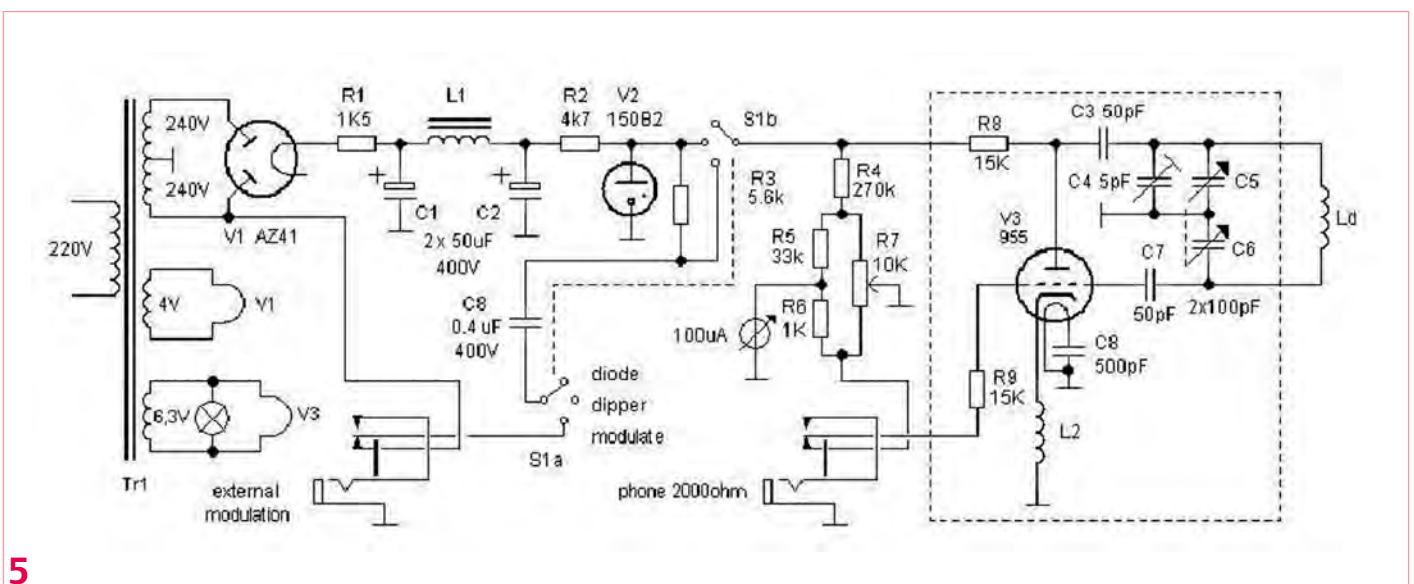 220V
240V
240V
V1 AZ41
4V
V1
6,3V
V3
Tr1
R1
1K5
L1
C1
C2
2 x 50uF
400V
R2
4k7
V2
150B2
S1b
R3
5.6k
C8
0.4 uF
400V
diode
dipper
modulate
S1a
external
modulation
R4
270k
R5
33k
R7
10K
R6
1K
100uA
phone 2000ohm
R8
15K
C3 50pF
C4 5pF
C5
C6
2x100pF
Ld
V3
955
C7
50pF
C8
500pF
R9
15K
L2
5